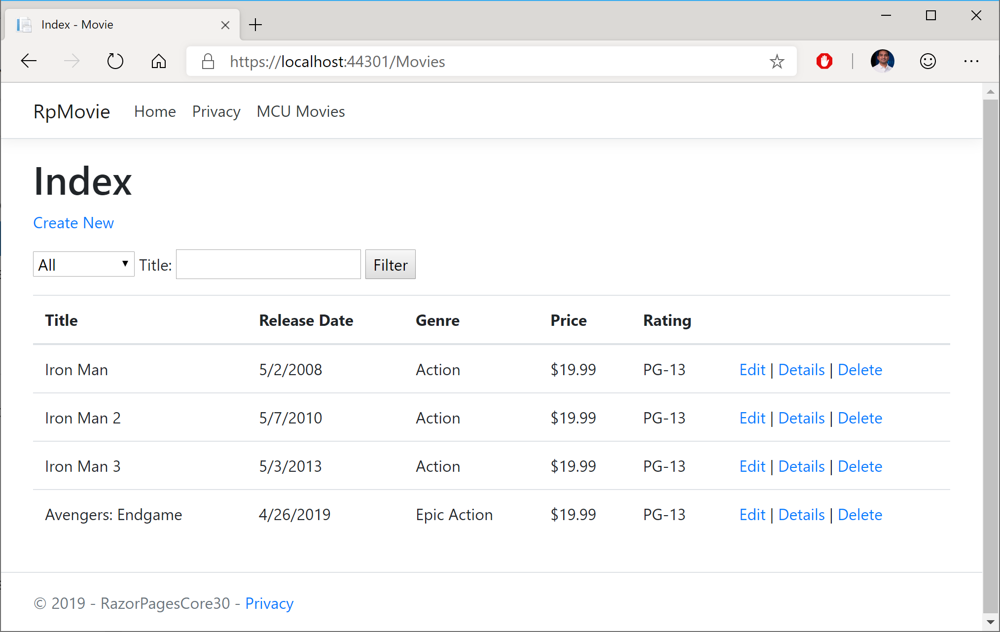 Index - Movie
https://localhost:44301/Movies
RpMovie Home Privacy MCU Movies
Index
Create New
All Title: Filter
Title Release Date Genre Price Rating
Iron Man 5/2/2008 Action $19.99 PG-13 Edit | Details | Delete
Iron Man 2 5/7/2010 Action $19.99 PG-13 Edit | Details | Delete
Iron Man 3 5/3/2013 Action $19.99 PG-13 Edit | Details | Delete
Avengers: Endgame 4/26/2019 Epic Action $19.99 PG-13 Edit | Details | Delete
© 2019 - RazorPagesCore30 - Privacy